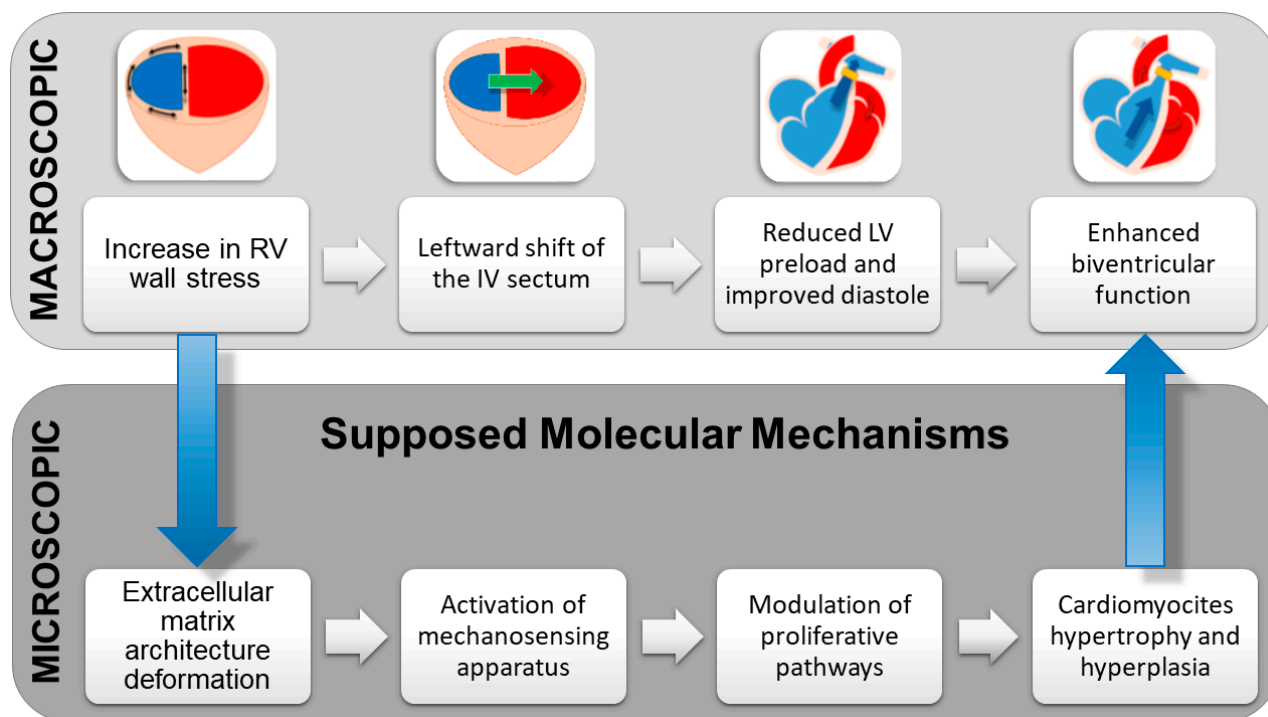 MACROSCOPIC
Increase in RV
wall stress
Leftward shift of
the IV sectum
Reduced LV
preload and
improved diastole
Enhanced
biventricular
function
MICROSCOPIC
Supposed Molecular Mechanisms
Extracellular
matrix
architecture
deformation
Activation of
mechanosensing
apparatus
Modulation of
proliferative
pathways
Cardiomyocites
hypertrophy and
hyperplasia